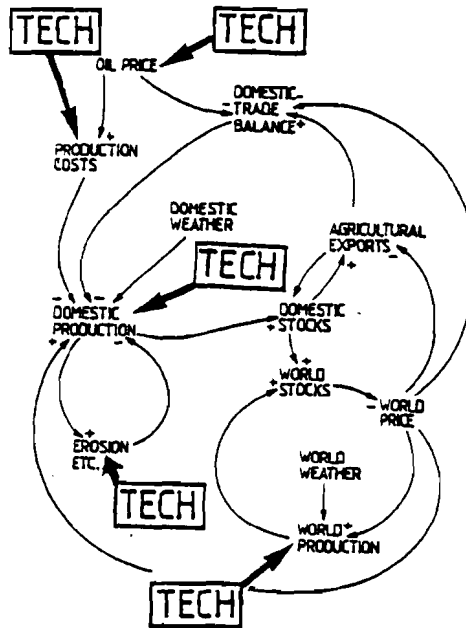 TECH
TECH
OIL PRICE
DOMESTIC-
- TRADE
BALANCE+
+
PRODUCTION
COSTS
DOMESTIC
WEATHER
AGRICULTURAL
EXPORTS -
+
TECH
- -
DOMESTIC
+ PRODUCTION -
DOMESTIC
+ STOCKS
+
+ WORLD
STOCKS
- WORLD
PRICE
+
EROSION
ETC.
WORLD
WEATHER
TECH
WORLD+
PRODUCTION
TECH